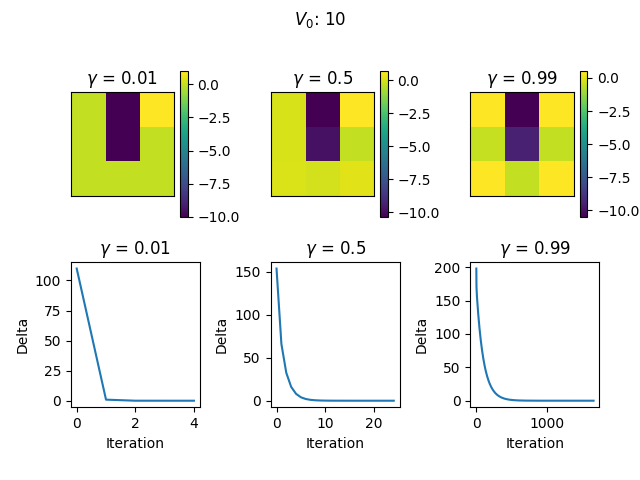 V₀: 10
γ = 0.01
γ = 0.5
γ = 0.99
0.0
−2.5
−5.0
−7.5
−10.0
0.0
−2.5
−5.0
−7.5
−10.0
0.0
−2.5
−5.0
−7.5
−10.0
γ = 0.01
γ = 0.5
γ = 0.99
Delta
100
75
50
25
0
0
2
4
Iteration
Delta
150
100
50
0
0
10
20
Iteration
Delta
200
150
100
50
0
0
1000
Iteration